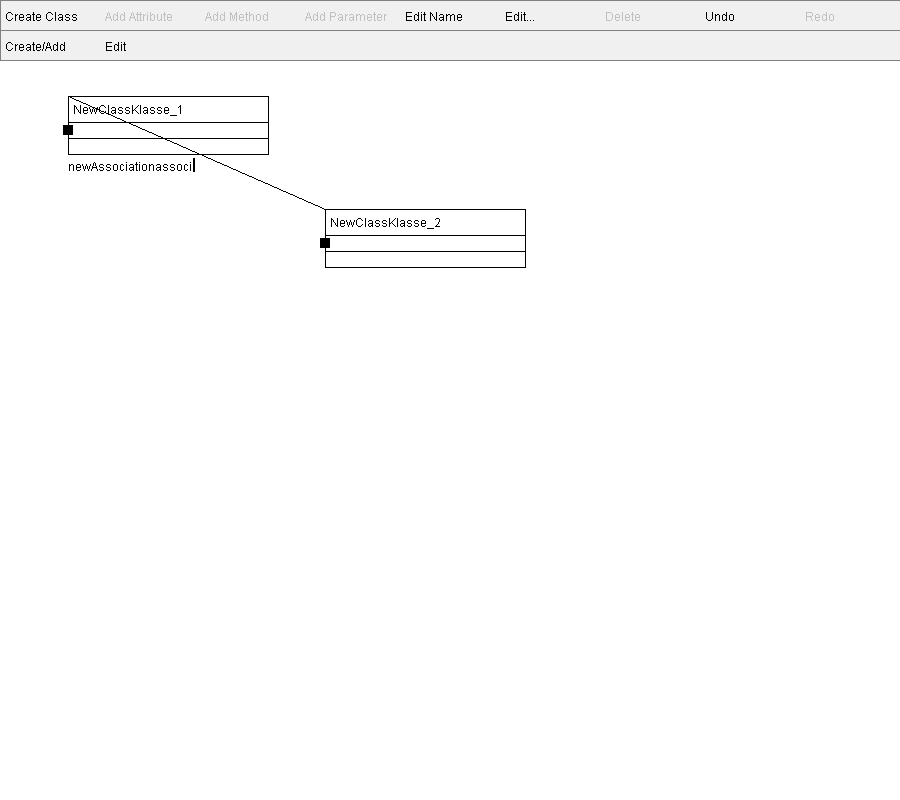 Create Class Add Attribute Add Method Add Parameter Edit Name Edit... Delete Undo Redo
Create/Add Edit
NewClassKlasse_1
newAssociationassoci
NewClassKlasse_2